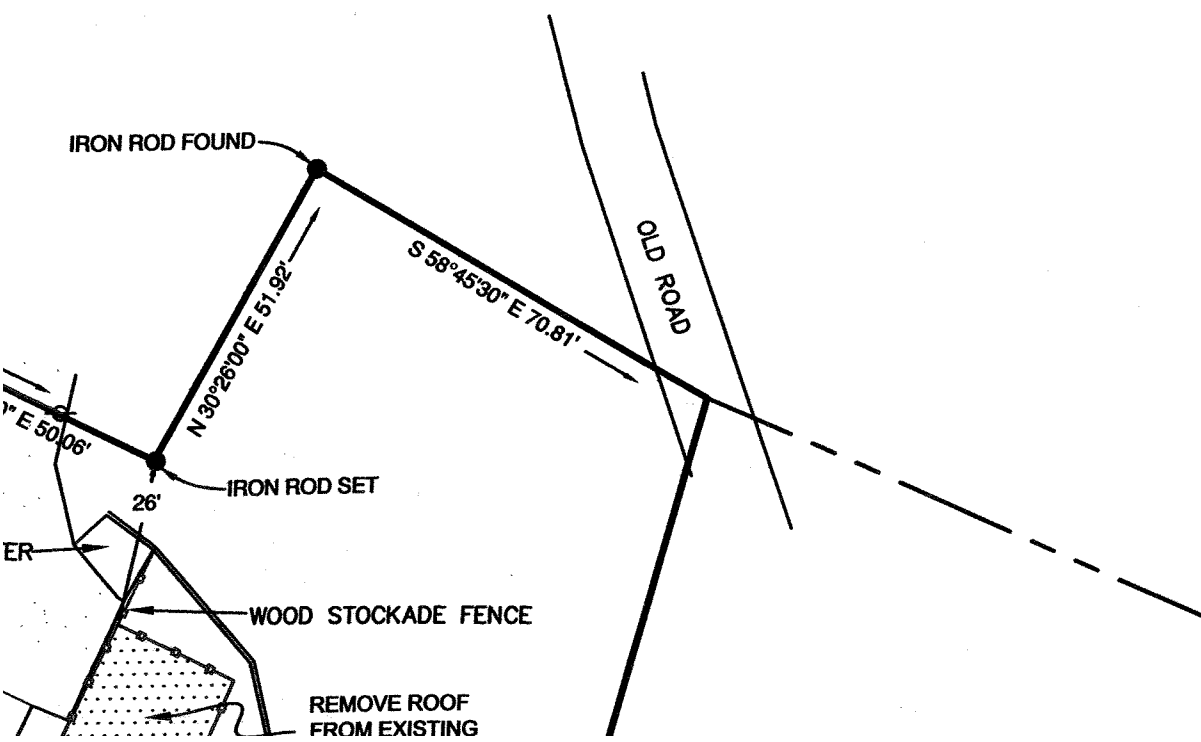 IRON ROD FOUND
OLD ROAD
S 58°45'30" E 70.81'
N 30°26'00" E 51.92'
0" E 50.06'
IRON ROD SET
26'
ER
WOOD STOCKADE FENCE
REMOVE ROOF
FROM EXISTING